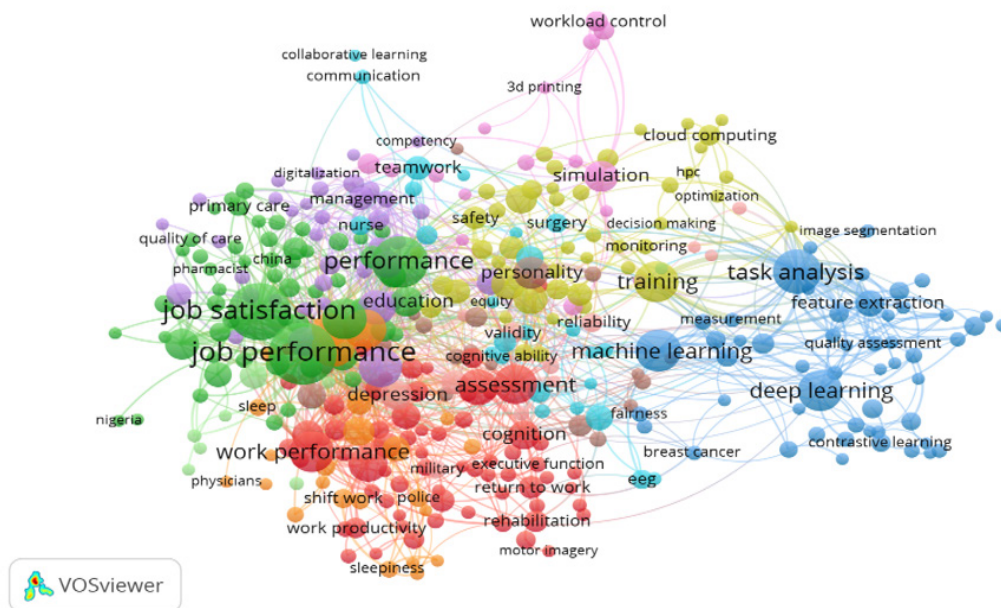 workload control
collaborative learning
communication
3d printing
cloud computing
competency
teamwork
simulation
hpc
digitalization
management
optimization
primary care
nurse
safety
surgery
decision making
image segmentation
quality of care
monitoring
china
performance
pharmacist
personality
training
task analysis
job satisfaction
education
equity
feature extraction
reliability
measurement
validity
quality assessment
job performance
cognitive ability
machine learning
depression
assessment
deep learning
sleep
fairness
nigeria
cognition
contrastive learning
work performance
breast cancer
military
executive function
physicians
eeg
shift work
police
return to work
work productivity
rehabilitation
motor imagery
sleepiness
VOSviewer